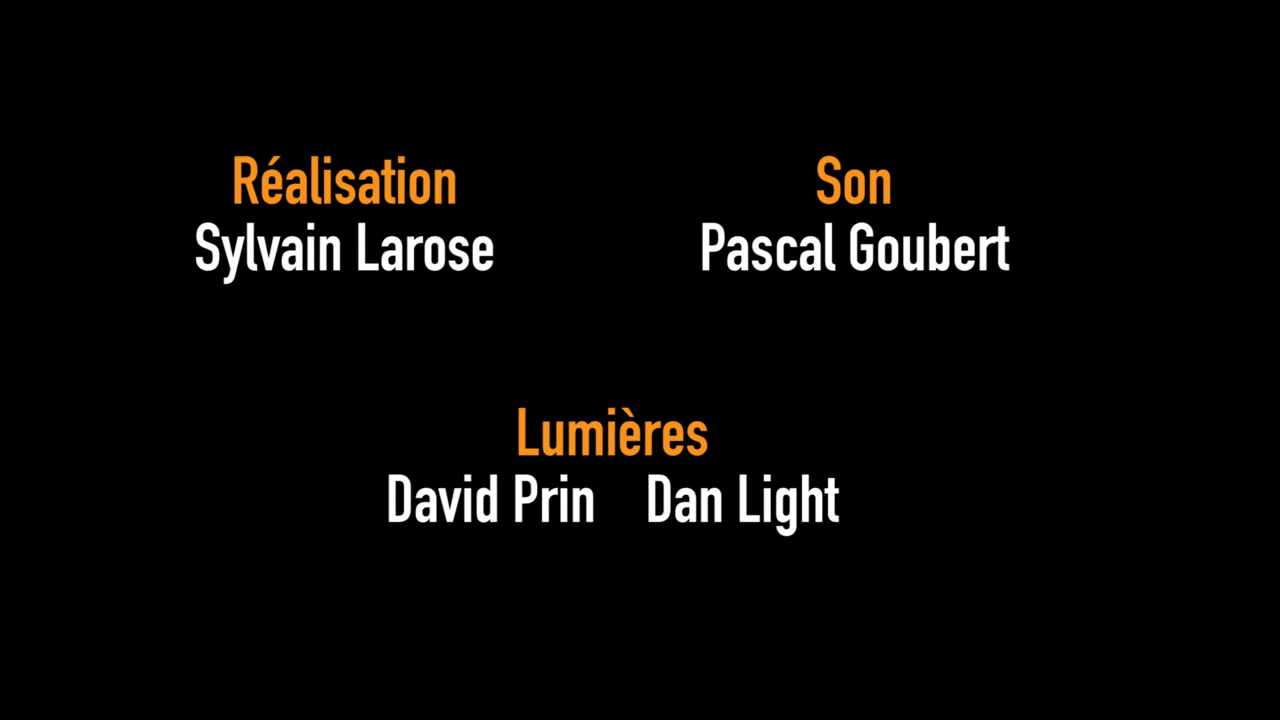 Réalisation
Sylvain Larose
Son
Pascal Goubert
Lumières
David Prin Dan Light